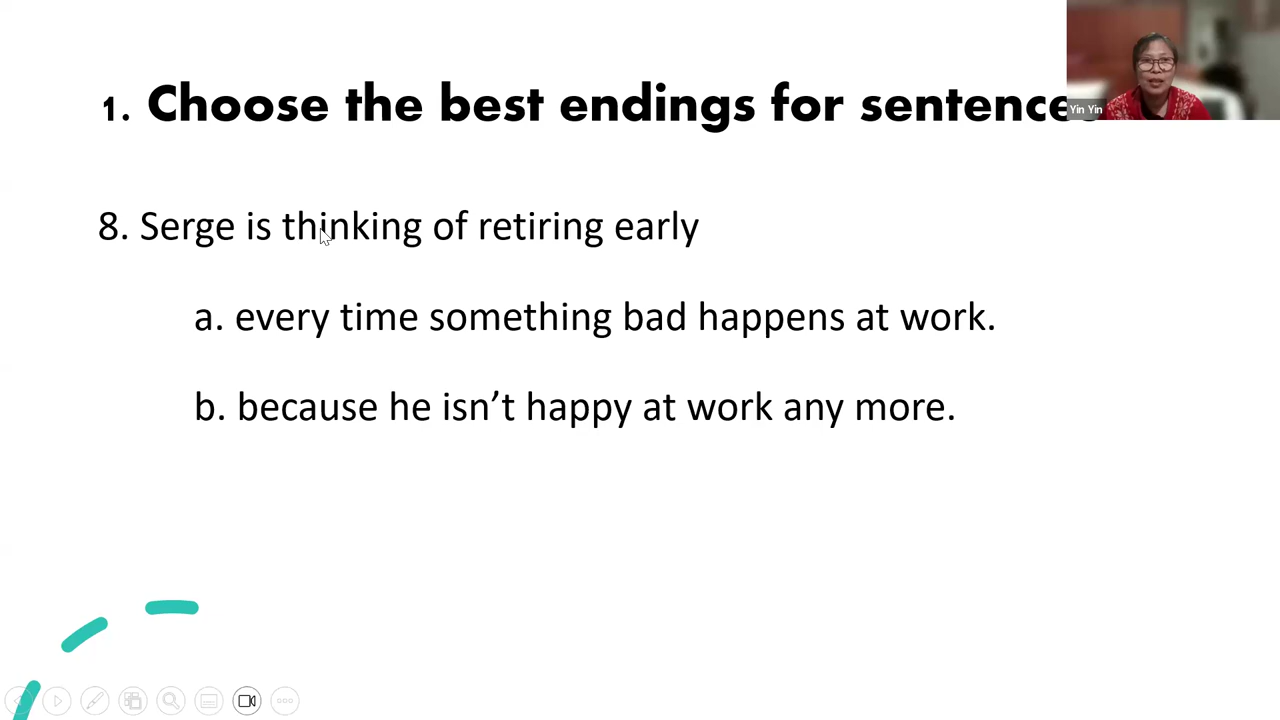 1. Choose the best endings for sentence
Yin Yin
8. Serge is thinking of retiring early
a. every time something bad happens at work.
b. because he isn’t happy at work any more.